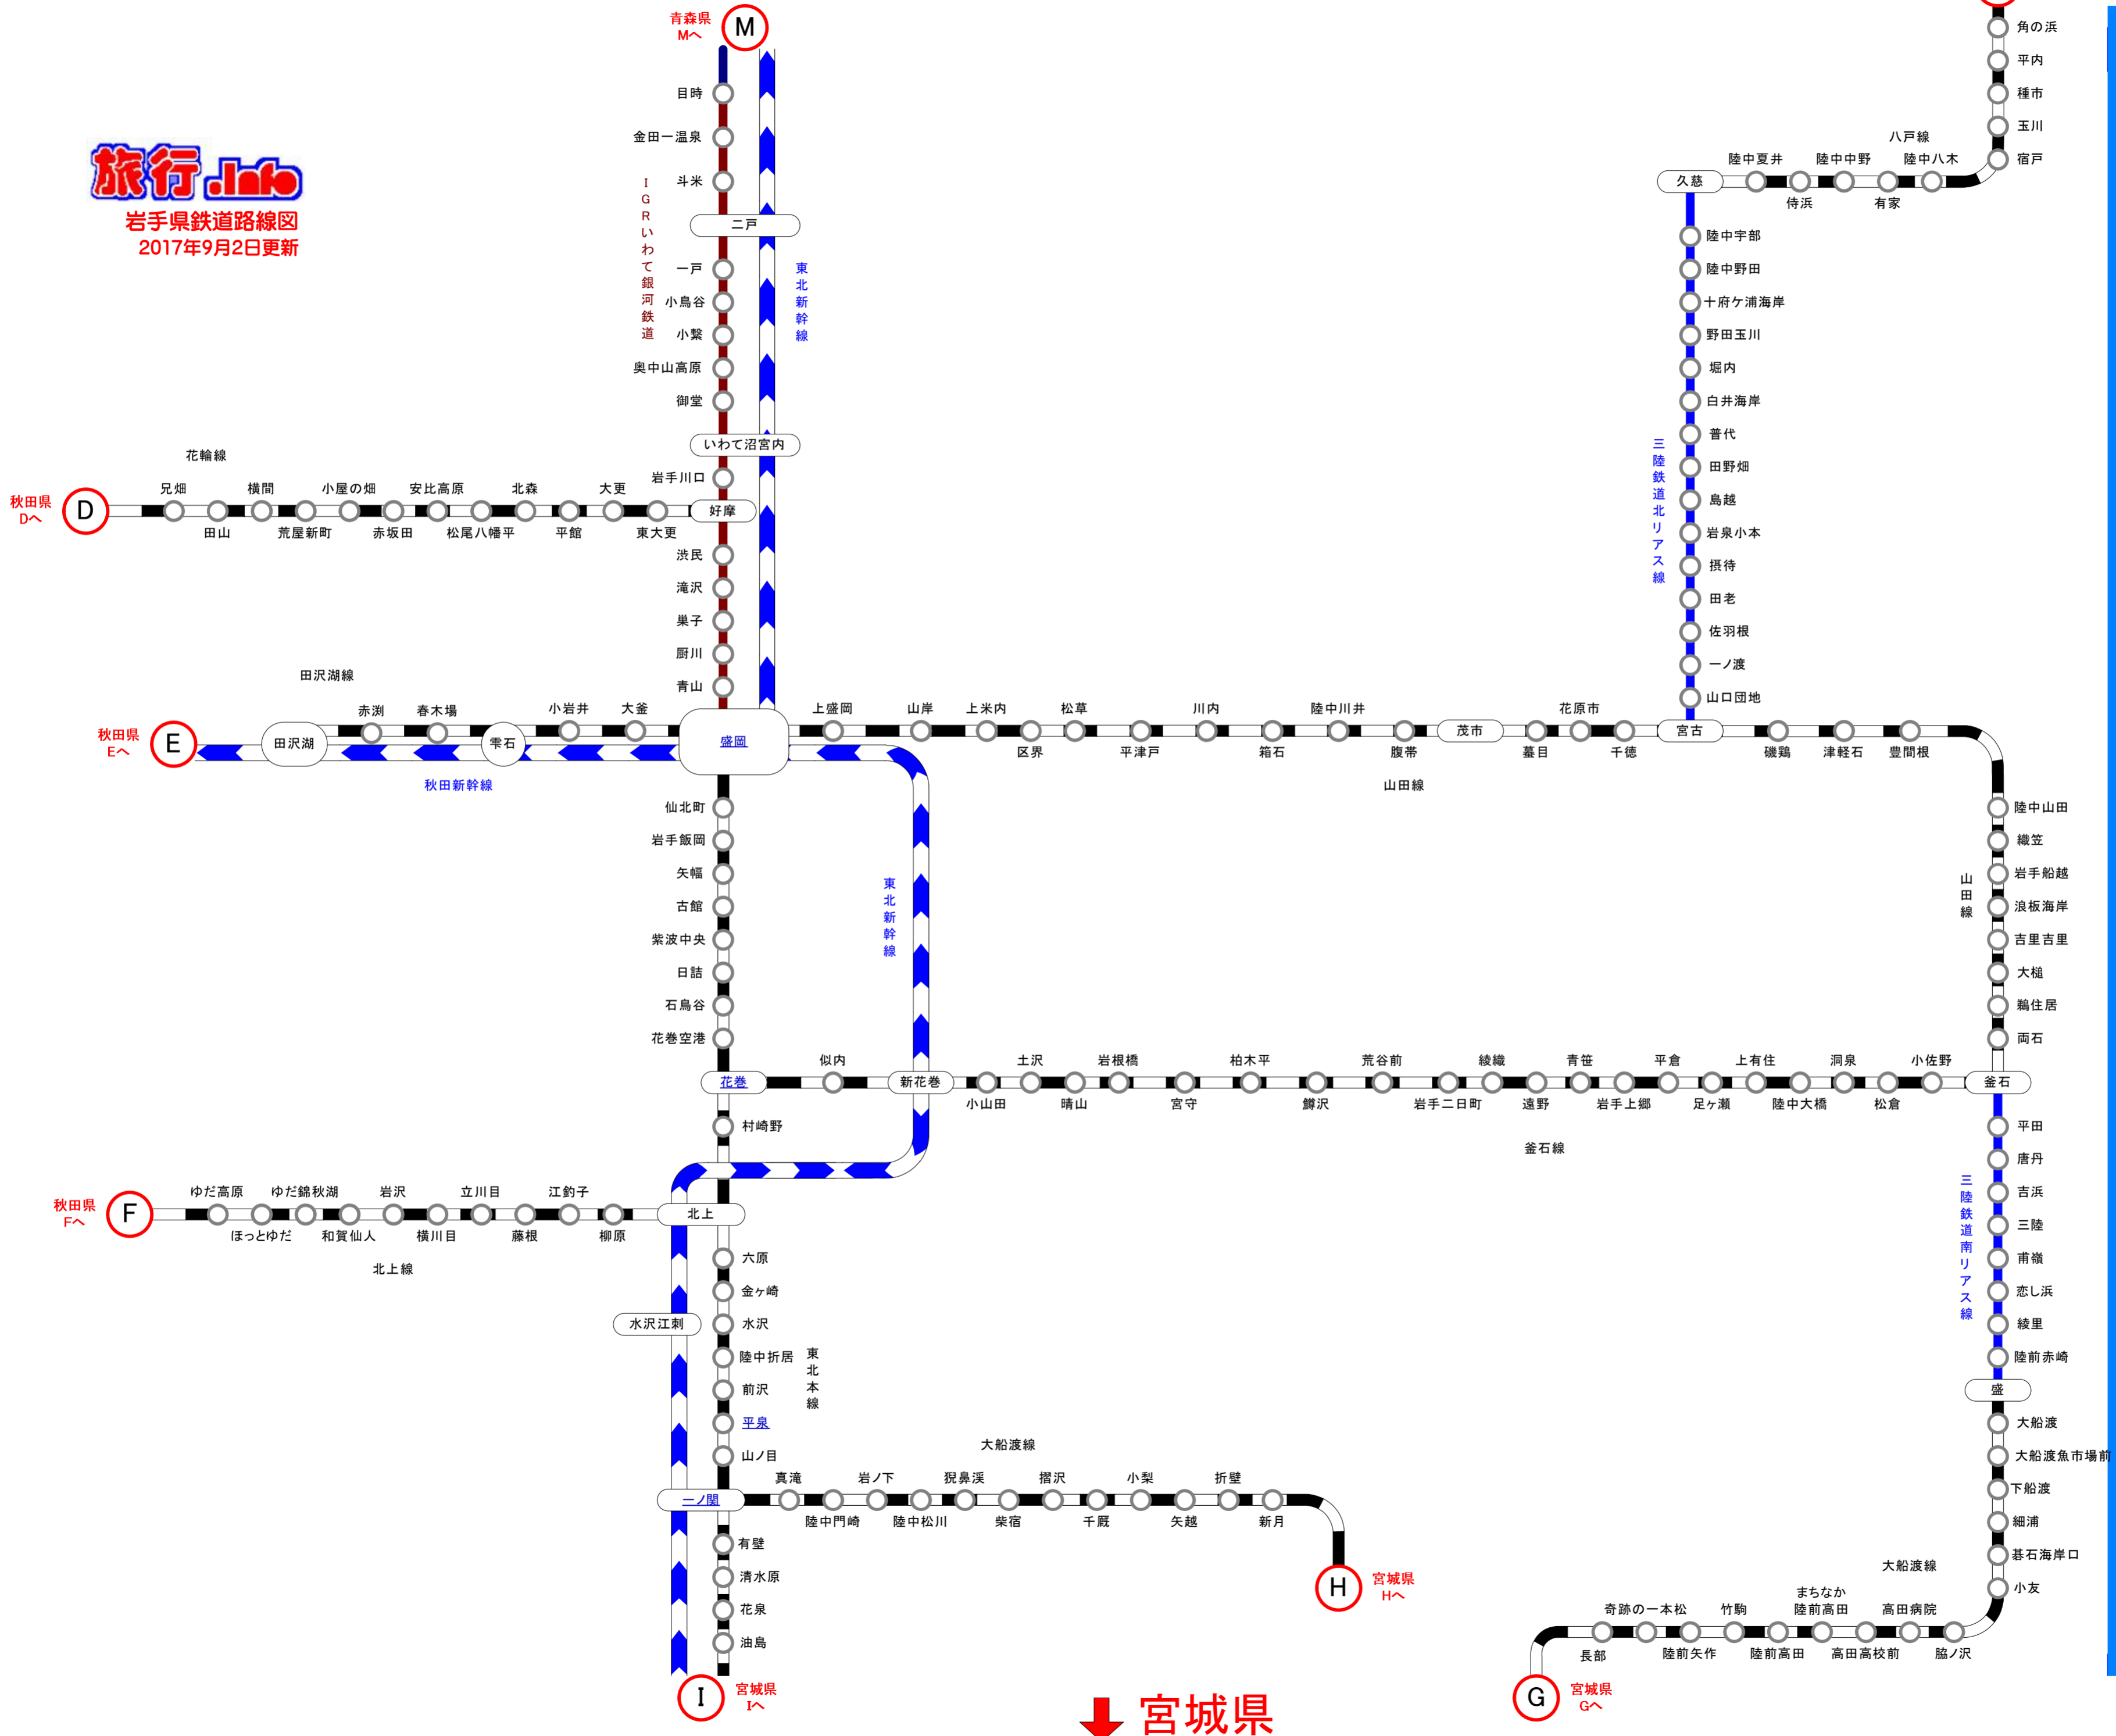 青森県
Mへ
M
目時
金田一温泉
斗米
二戸
一戸
小鳥谷
小繋
奥中山高原
御堂
いわて沼宮内
岩手川口
好摩
渋民
滝沢
巣子
厨川
青山
盛岡
IGRいわて銀河鉄道
東北新幹線
旅行.Info
岩手県鉄道路線図
2017年9月2日更新
角の浜
平内
種市
玉川
宿戸
八戸線
陸中夏井
陸中中野
陸中八木
久慈
侍浜
有家
陸中宇部
陸中野田
十府ケ浦海岸
野田玉川
堀内
白井海岸
普代
田野畑
島越
岩泉小本
摂待
田老
佐羽根
一ノ渡
山口団地
三陸鉄道北リアス線
花輪線
秋田県
Dへ
D
兄畑
横間
小屋の畑
安比高原
北森
大更
田山
荒屋新町
赤坂田
松尾八幡平
平館
東大更
田沢湖線
秋田県
Eへ
E
田沢湖
赤渕
春木場
雫石
小岩井
大釜
秋田新幹線
上盛岡
山岸
上米内
松草
川内
陸中川井
茂市
花原市
宮古
区界
平津戸
箱石
腹帯
蟇目
千徳
磯鶏
津軽石
豊間根
山田線
陸中山田
織笠
岩手船越
浪板海岸
吉里吉里
大槌
鵜住居
両石
山田線
仙北町
岩手飯岡
矢幅
古館
紫波中央
日詰
石鳥谷
花巻空港
東北新幹線
花巻
似内
新花巻
土沢
岩根橋
柏木平
荒谷前
綾織
青笹
平倉
上有住
洞泉
小佐野
釜石
小山田
晴山
宮守
鱒沢
岩手二日町
遠野
岩手上郷
足ヶ瀬
陸中大橋
松倉
釜石線
村崎野
秋田県
Fへ
F
ゆだ高原
ゆだ錦秋湖
岩沢
立川目
江釣子
北上
ほっとゆだ
和賀仙人
横川目
藤根
柳原
北上線
六原
金ヶ崎
水沢江刺
水沢
陸中折居
前沢
平泉
山ノ目
東北本線
平田
唐丹
吉浜
三陸
甫嶺
恋し浜
綾里
陸前赤崎
三陸鉄道南リアス線
盛
大船渡
大船渡魚市場前
下船渡
細浦
碁石海岸口
小友
大船渡線
一ノ関
真滝
岩ノ下
猊鼻渓
摺沢
小梨
折壁
陸中門崎
陸中松川
柴宿
千厩
矢越
新月
H
宮城県
Hへ
有壁
清水原
花泉
油島
I
宮城県
Iへ
大船渡線
奇跡の一本松
竹駒
まちなか
陸前高田
高田病院
長部
陸前矢作
陸前高田
高田高校前
脇ノ沢
G
宮城県
Gへ
宮城県